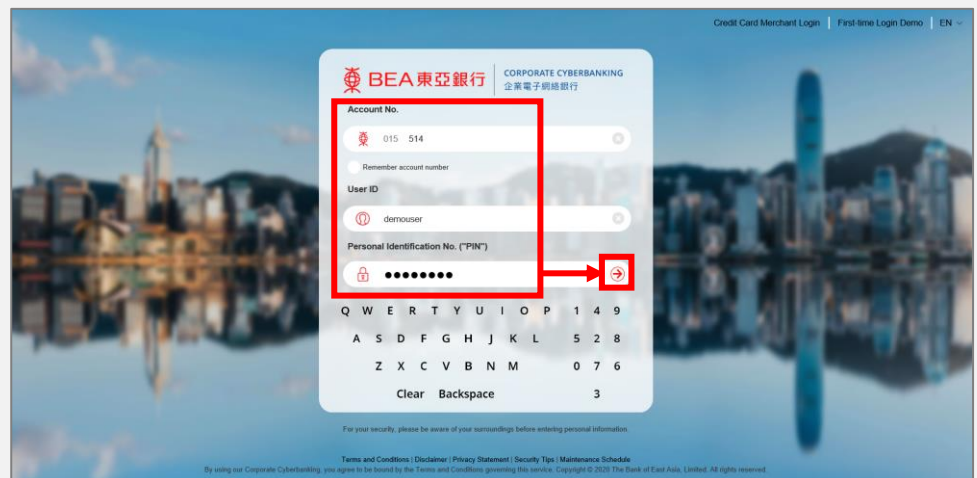 Credit Card Merchant Login | First-time Login Demo | EN
BEA東亞銀行 CORPORATE CYBERBANKING
企業電子網絡銀行
Account No.
015 514
Remember account number
User ID
demouser
Personal Identification No. ("PIN")
Q W E R T Y U I O P 1 4 9
A S D F G H J K L 5 2 8
Z X C V B N M 0 7 6
Clear Backspace 3
For your security, please be aware of your surroundings before entering personal information.
Terms and Conditions | Disclaimer | Privacy Statement | Security Tips | Maintenance Schedule
By using our Corporate Cyberbanking, you agree to be bound by the Terms and Conditions governing this service. Copyright © 2020 The Bank of East Asia, Limited. All rights reserved.